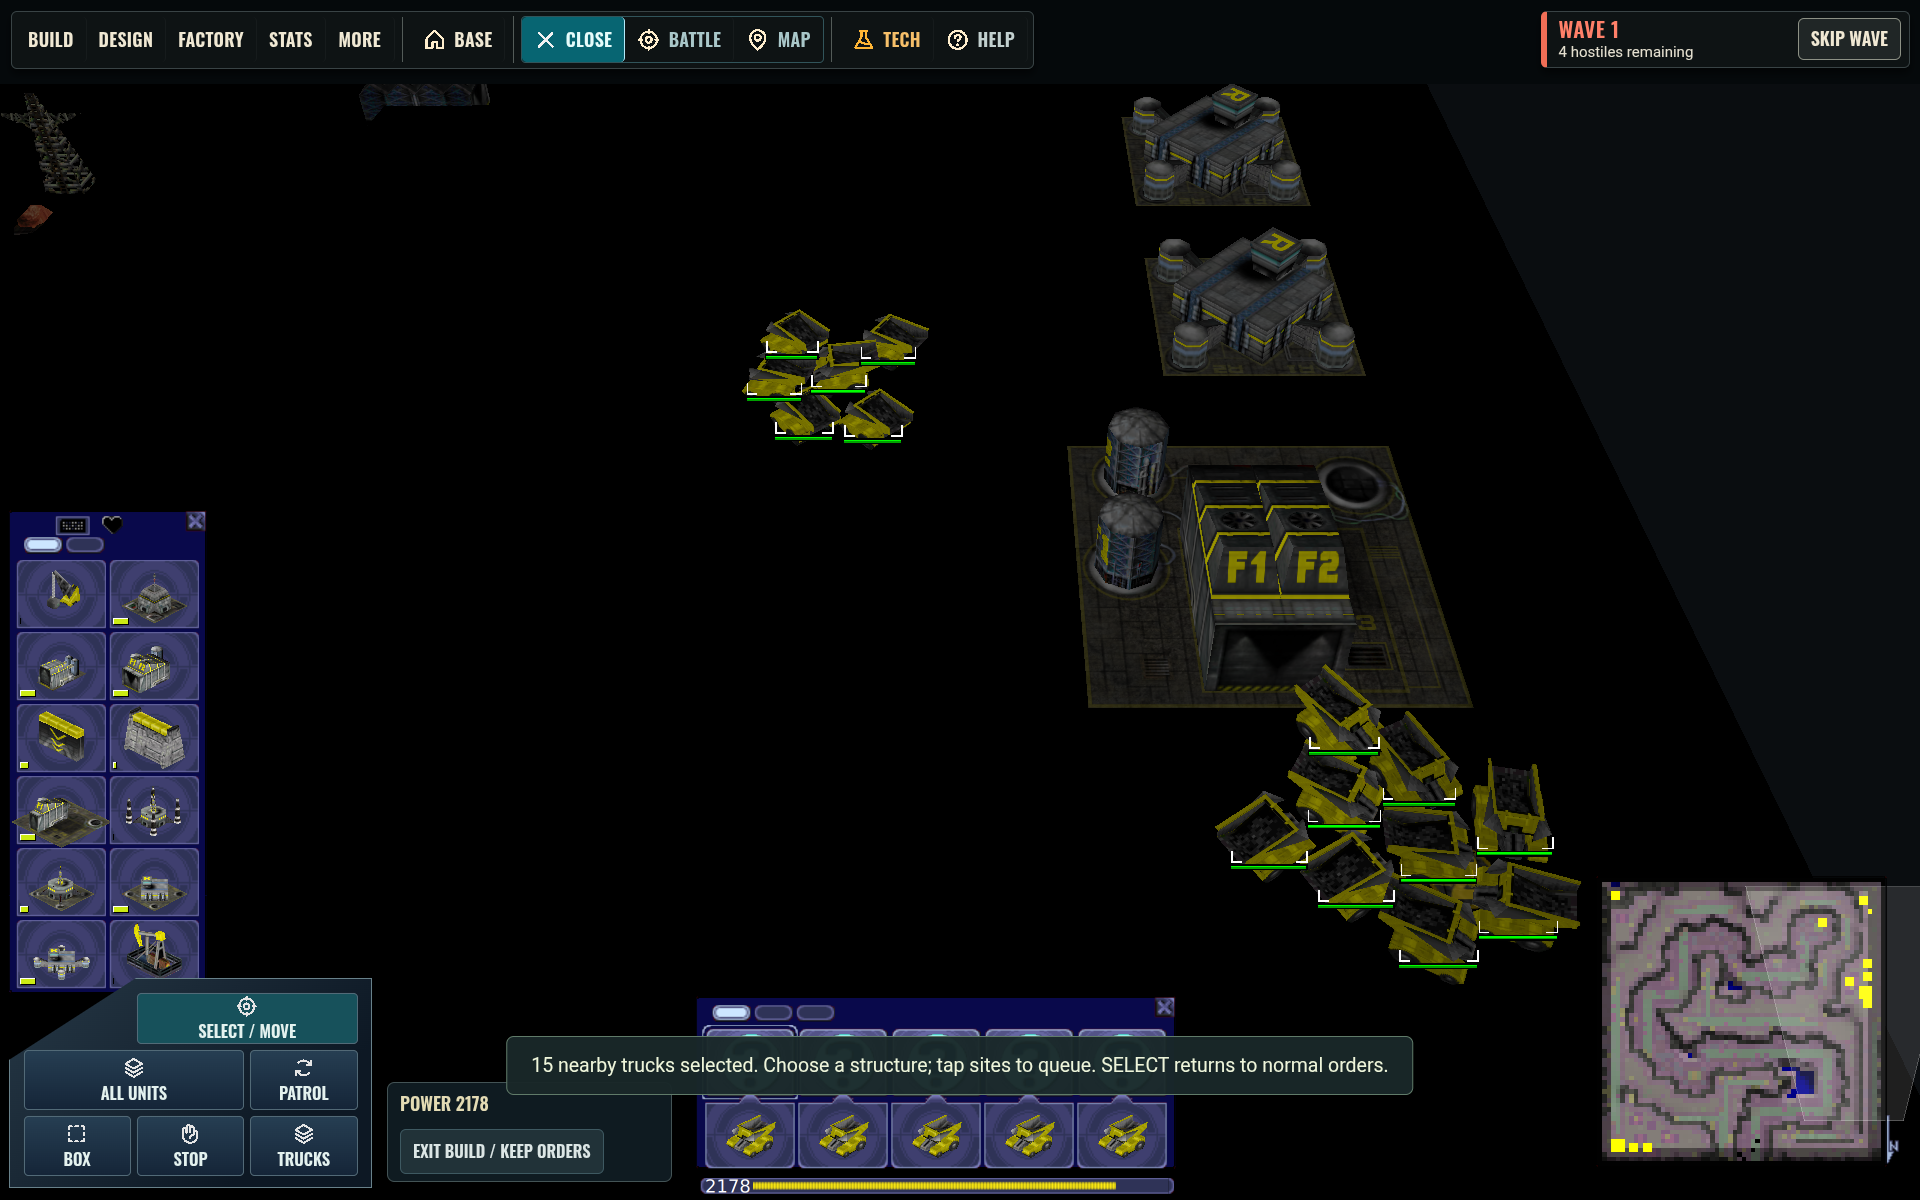 BUILD DESIGN FACTORY STATS MORE BASE CLOSE BATTLE MAP TECH HELP
WAVE 1
4 hostiles remaining
SKIP WAVE
R
R
F1 F2
3
SELECT / MOVE
ALL UNITS
PATROL
BOX
STOP
TRUCKS
15 nearby trucks selected. Choose a structure; tap sites to queue. SELECT returns to normal orders.
POWER 2178
EXIT BUILD / KEEP ORDERS
2178
N